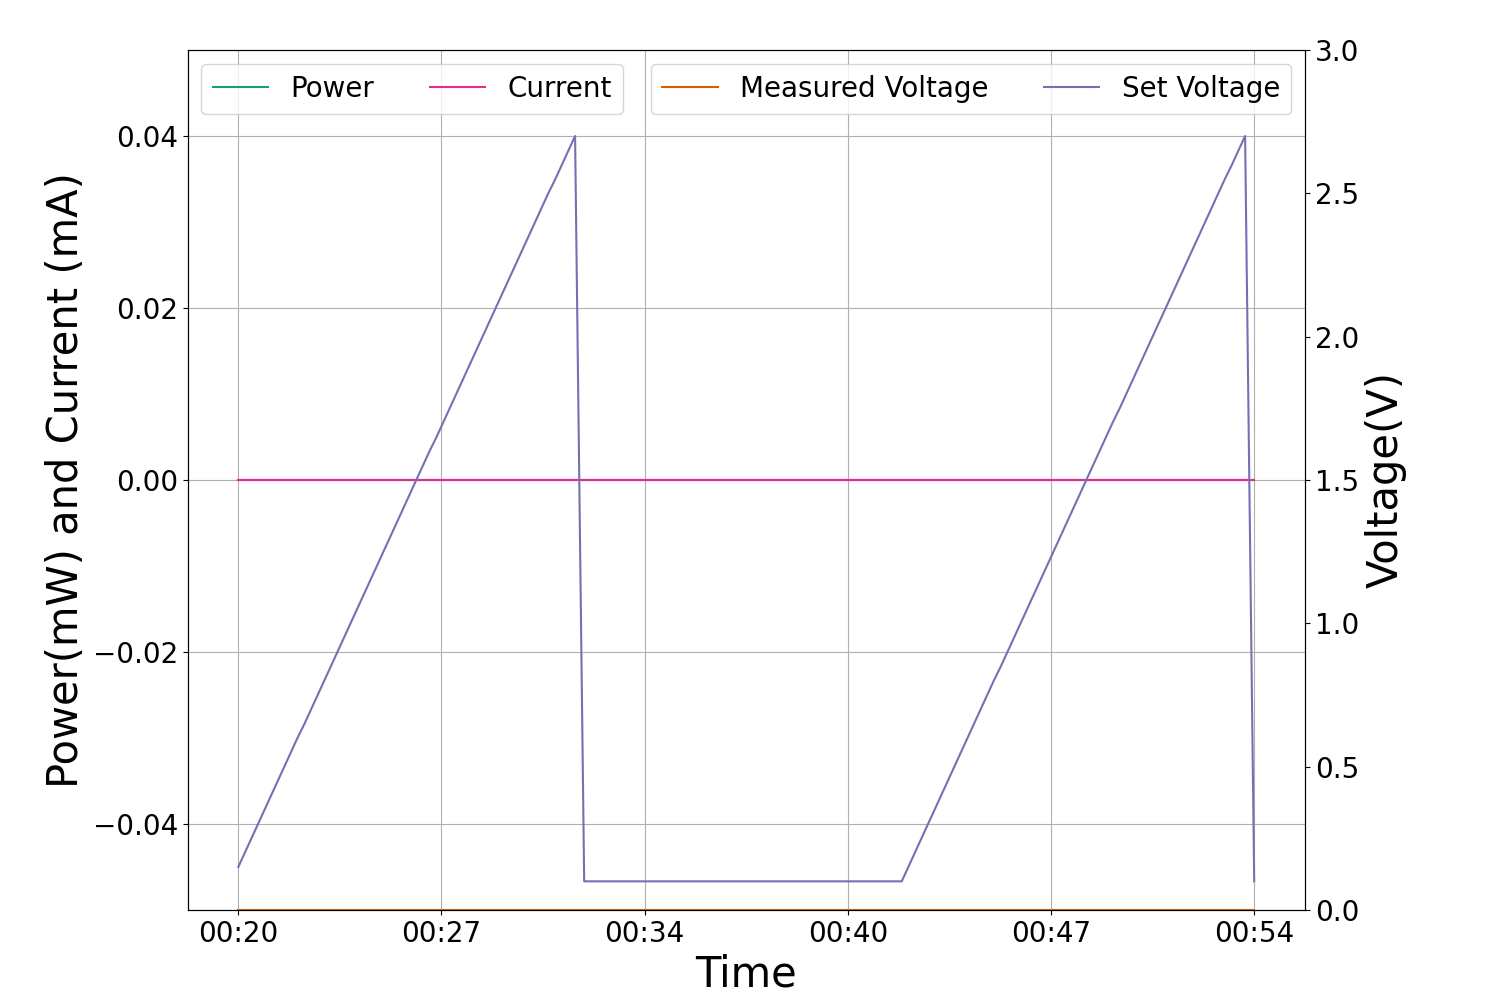 Power Current Measured Voltage Set Voltage
3.0
0.04
2.5
0.02
2.0
0.00
1.5
−0.02
1.0
0.5
−0.04
0.0
Power(mW) and Current (mA)
Voltage(V)
00:20 00:27 00:34 00:40 00:47 00:54
Time